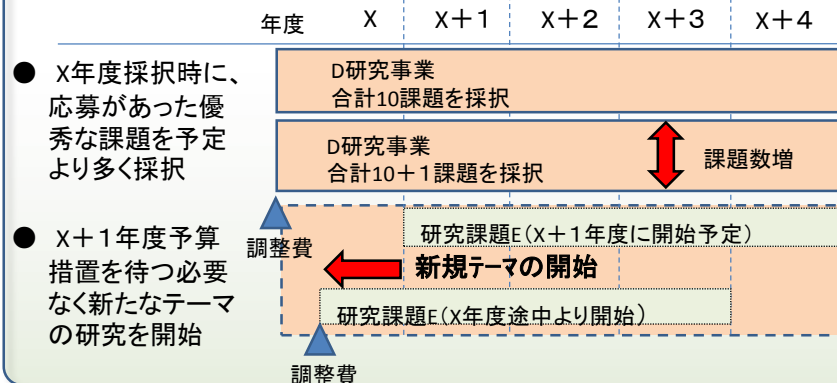 年度 X X＋1 X＋2 X＋3 X＋4
● X年度採択時に、
応募があった優
秀な課題を予定
より多く採択
D研究事業
合計10課題を採択
D研究事業
合計10＋1課題を採択
課題数増
調整費
● X＋１年度予算
措置を待つ必要
なく新たなテーマ
の研究を開始
研究課題E（X＋1年度に開始予定）
新規テーマの開始
研究課題E（X年度途中より開始）
調整費